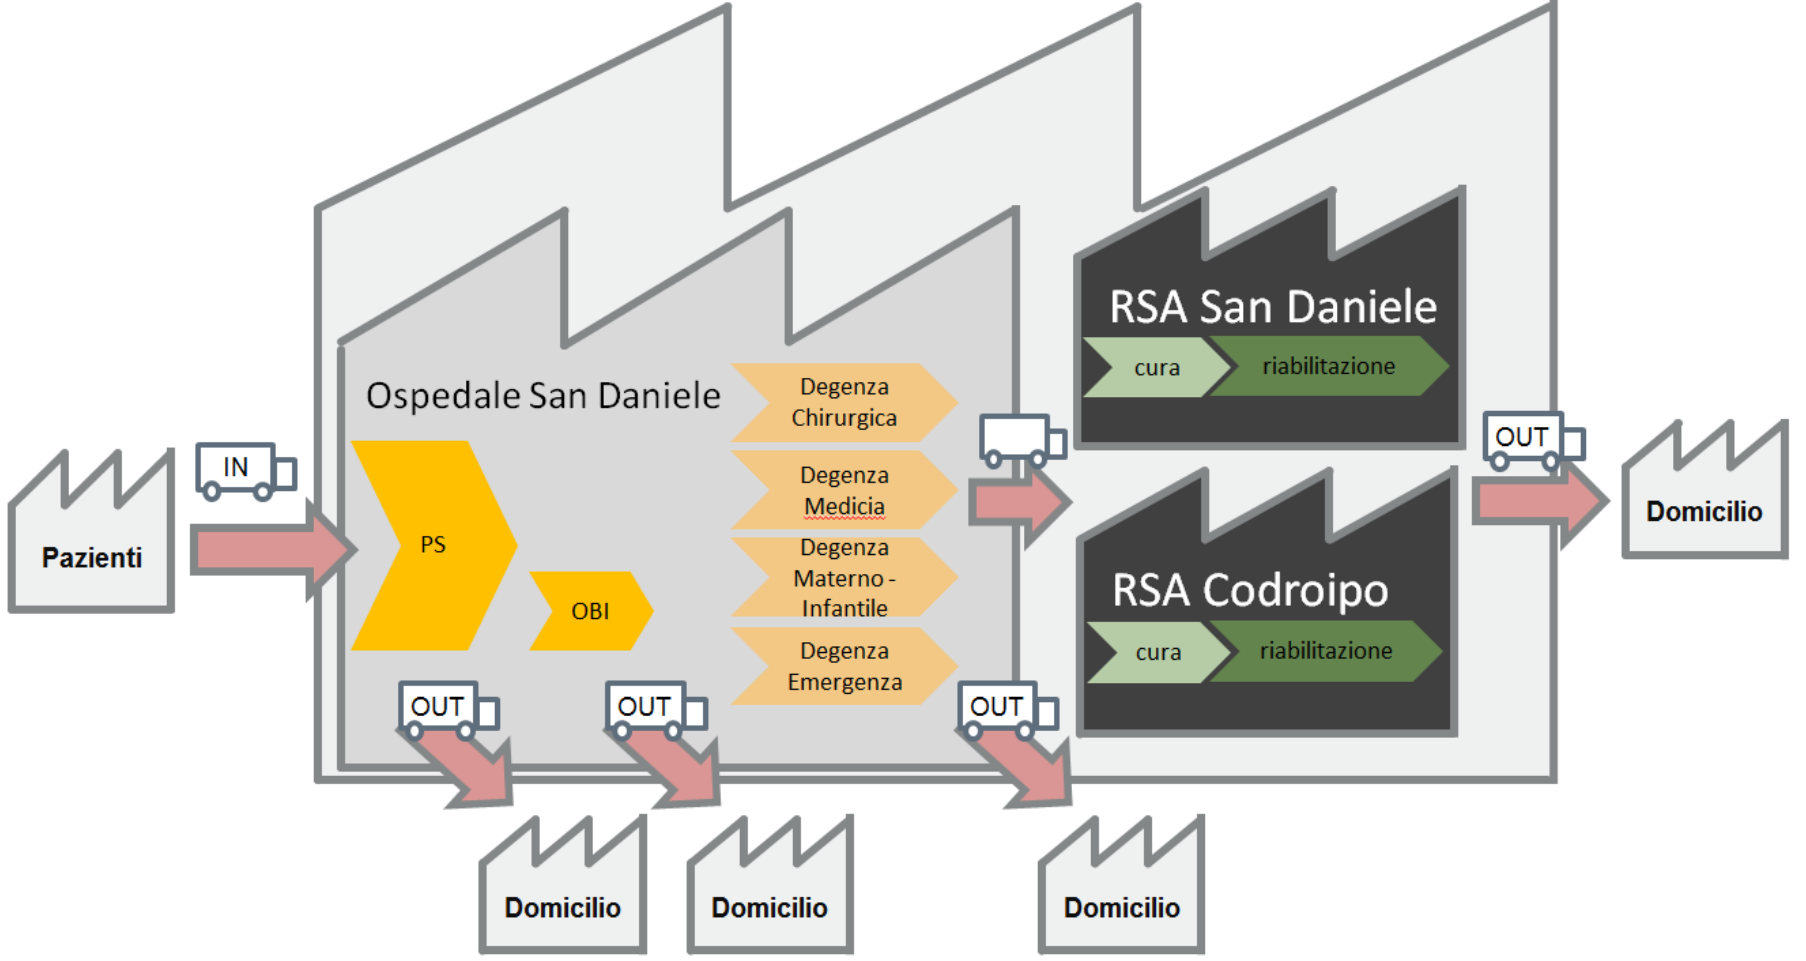 Pazienti
IN
Ospedale San Daniele
PS
OBI
Degenza
Chirurgica
Degenza
Medicia
Degenza
Materno -
Infantile
Degenza
Emergenza
OUT
OUT
OUT
RSA San Daniele
cura
riabilitazione
RSA Codroipo
cura
riabilitazione
OUT
Domicilio
Domicilio
Domicilio
Domicilio